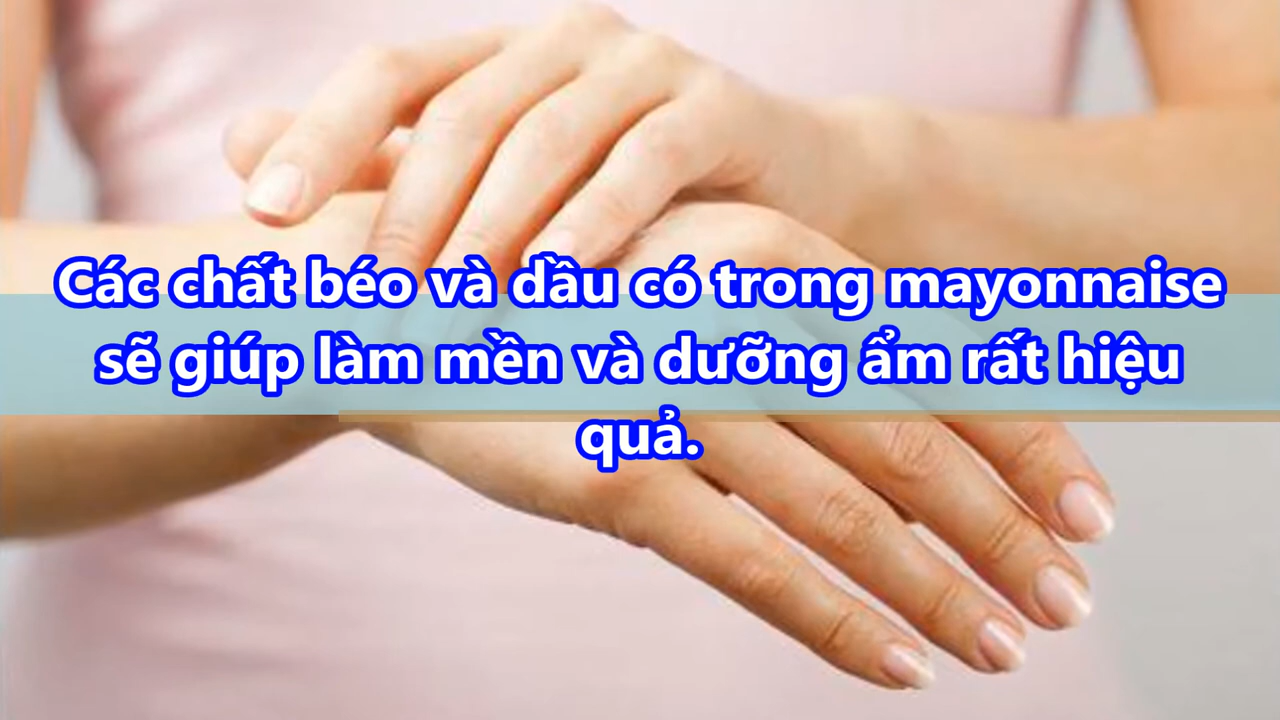 Các chất béo và dầu có trong mayonnaise
sẽ giúp làm mền và dưỡng ẩm rất hiệu
quả.